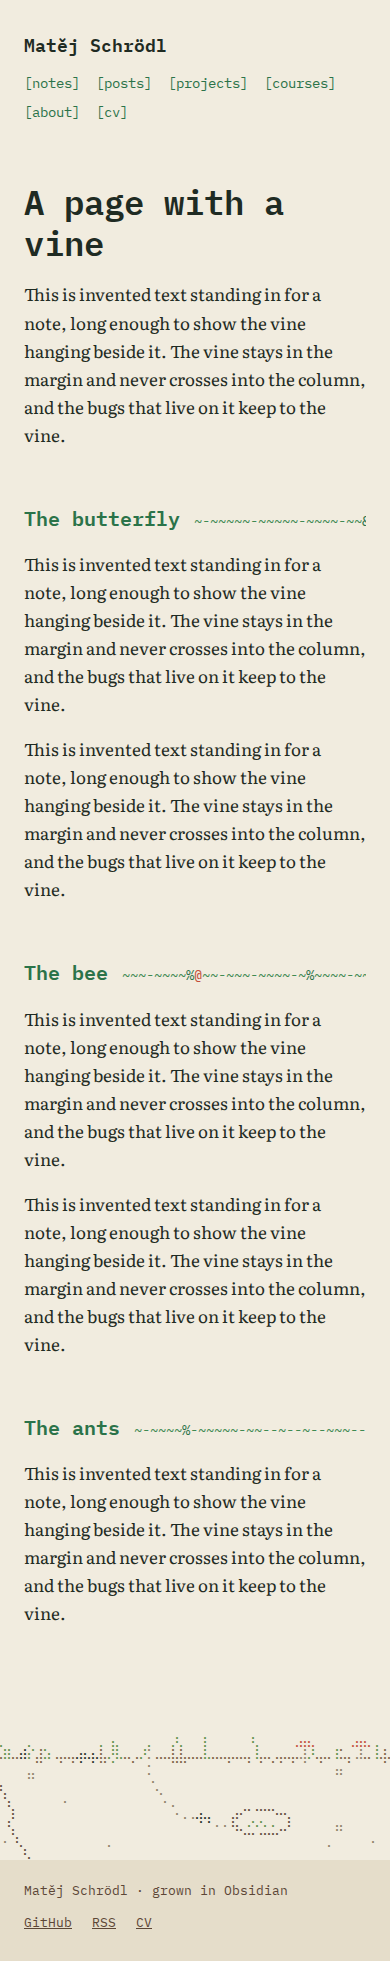 Matěj Schrödl
[notes] [posts] [projects] [courses]
[about] [cv]
A page with a
vine
This is invented text standing in for a
note, long enough to show the vine
hanging beside it. The vine stays in the
margin and never crosses into the column,
and the bugs that live on it keep to the
vine.
The butterfly ~-~~~~~-~~~~~-~~~~-~~&
This is invented text standing in for a
note, long enough to show the vine
hanging beside it. The vine stays in the
margin and never crosses into the column,
and the bugs that live on it keep to the
vine.
This is invented text standing in for a
note, long enough to show the vine
hanging beside it. The vine stays in the
margin and never crosses into the column,
and the bugs that live on it keep to the
vine.
The bee ~~~-~~~~%@~~-~~~-~~~~-~%~~~~-~~
This is invented text standing in for a
note, long enough to show the vine
hanging beside it. The vine stays in the
margin and never crosses into the column,
and the bugs that live on it keep to the
vine.
This is invented text standing in for a
note, long enough to show the vine
hanging beside it. The vine stays in the
margin and never crosses into the column,
and the bugs that live on it keep to the
vine.
The ants ~-~~~~%-~~~~~-~~--~--~--~~~--
This is invented text standing in for a
note, long enough to show the vine
hanging beside it. The vine stays in the
margin and never crosses into the column,
and the bugs that live on it keep to the
vine.
Matěj Schrödl · grown in Obsidian
GitHub RSS CV